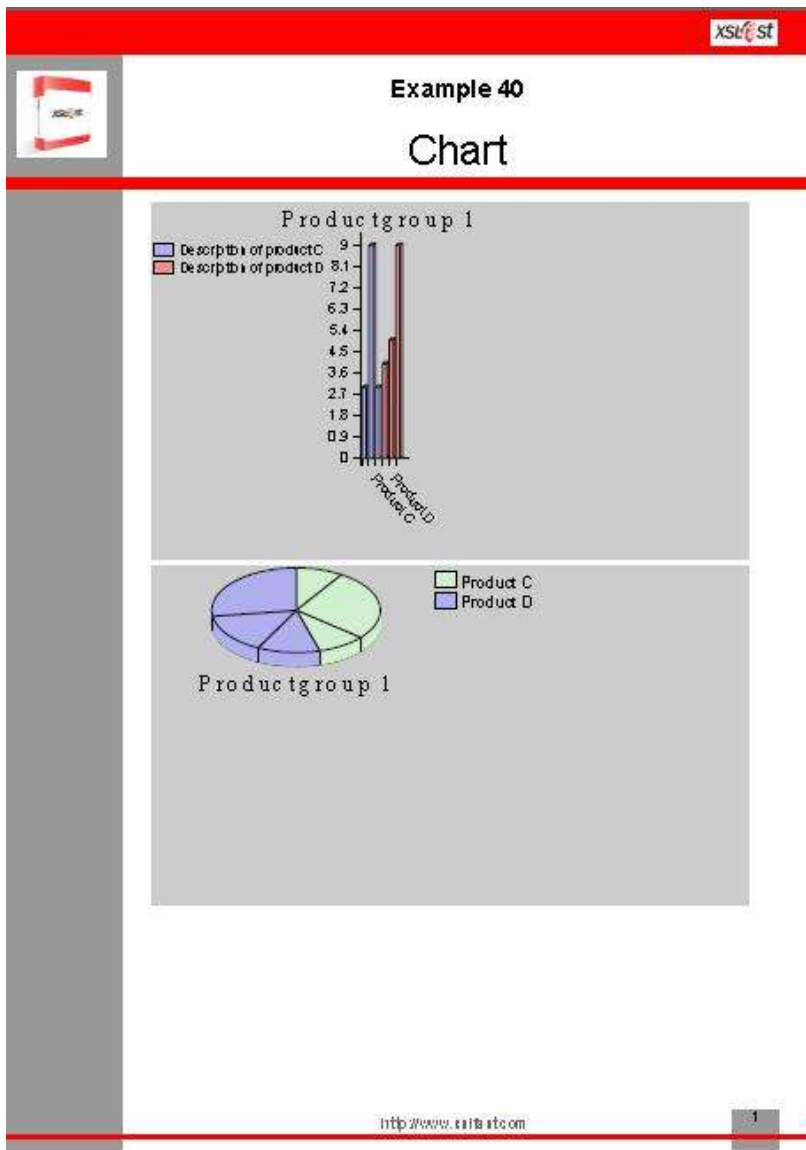 Example 40
Chart
Productgroup 1
Description of product C
Description of product D
9
8.1
7.2
6.3
5.4
4.5
3.6
2.7
1.8
0.9
0
Product C
Product D
Product C
Product D
Productgroup 1
1